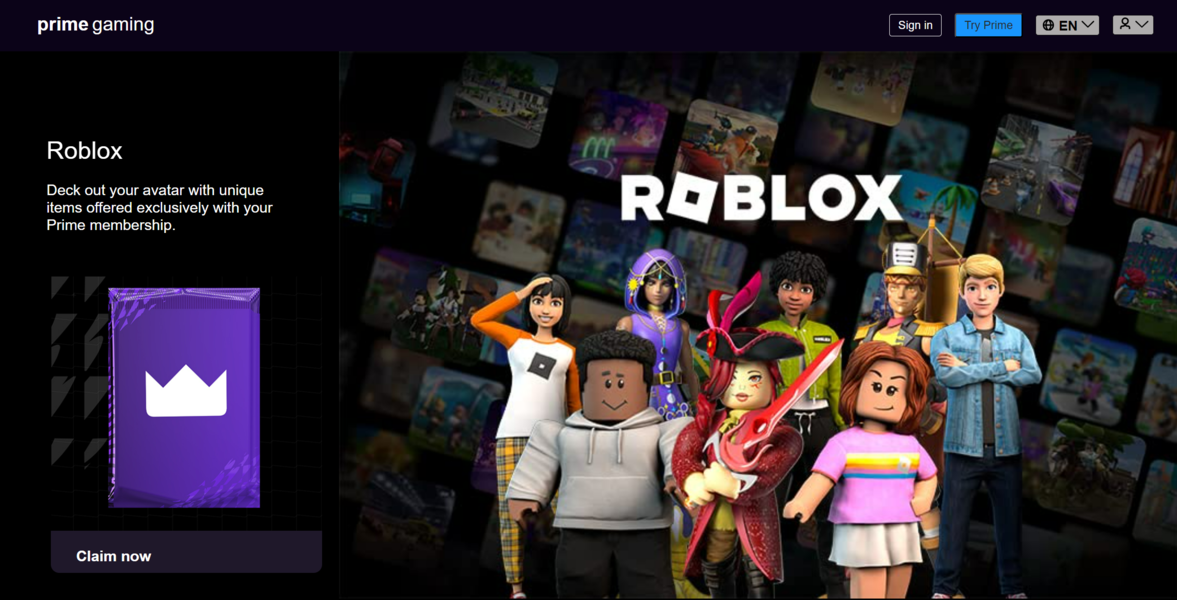 prime gaming
Sign in
Try Prime
EN
Roblox
Deck out your avatar with unique
items offered exclusively with your
Prime membership.
Claim now
ROBLOX